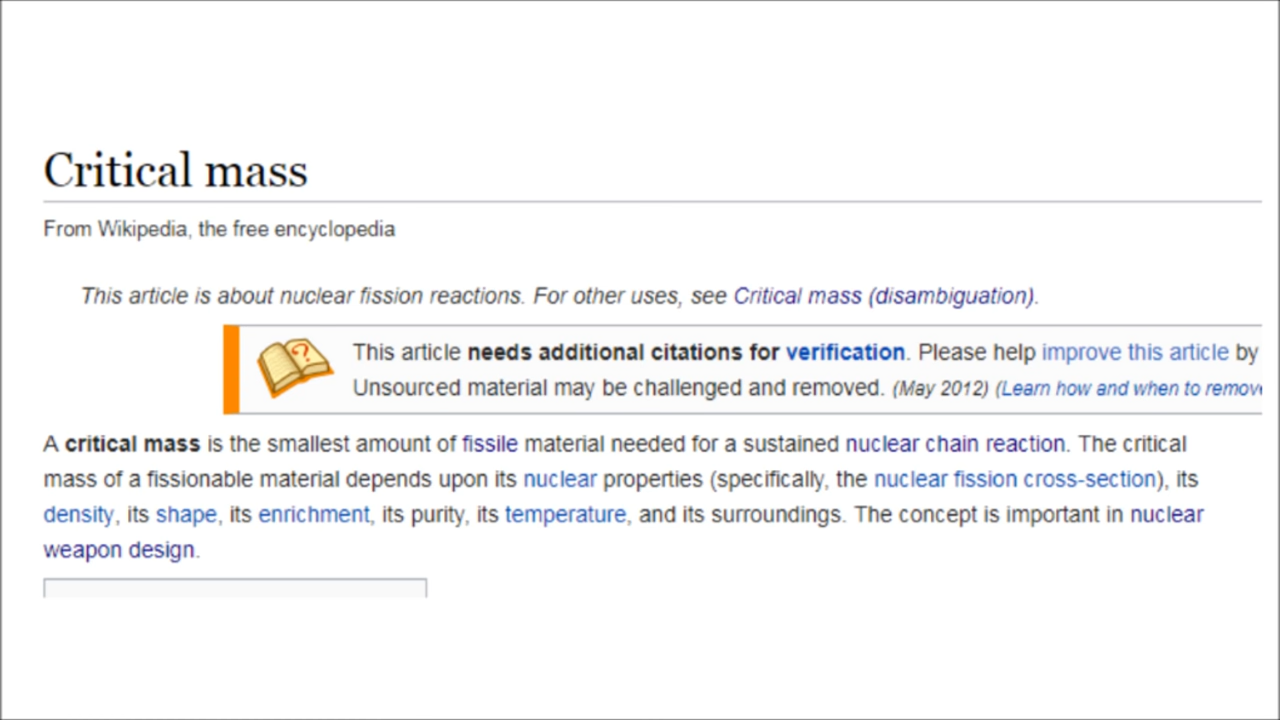 Critical mass
From Wikipedia, the free encyclopedia
This article is about nuclear fission reactions. For other uses, see Critical mass (disambiguation).
This article needs additional citations for verification. Please help improve this article by
Unsourced material may be challenged and removed. (May 2012) (Learn how and when to remove
A critical mass is the smallest amount of fissile material needed for a sustained nuclear chain reaction. The critical
mass of a fissionable material depends upon its nuclear properties (specifically, the nuclear fission cross-section), its
density, its shape, its enrichment, its purity, its temperature, and its surroundings. The concept is important in nuclear
weapon design.